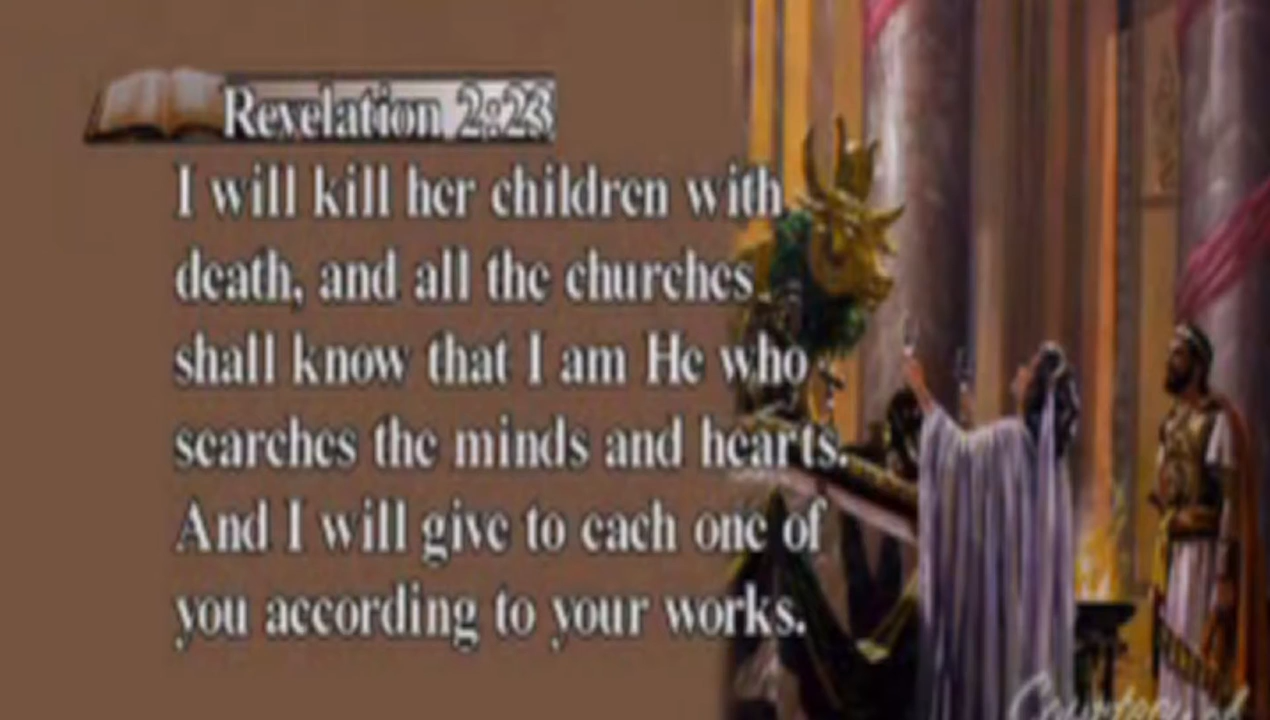 Revelation 2:23
I will kill her children with
death, and all the churches
shall know that I am He who
searches the minds and hearts.
And I will give to each one of
you according to your works.